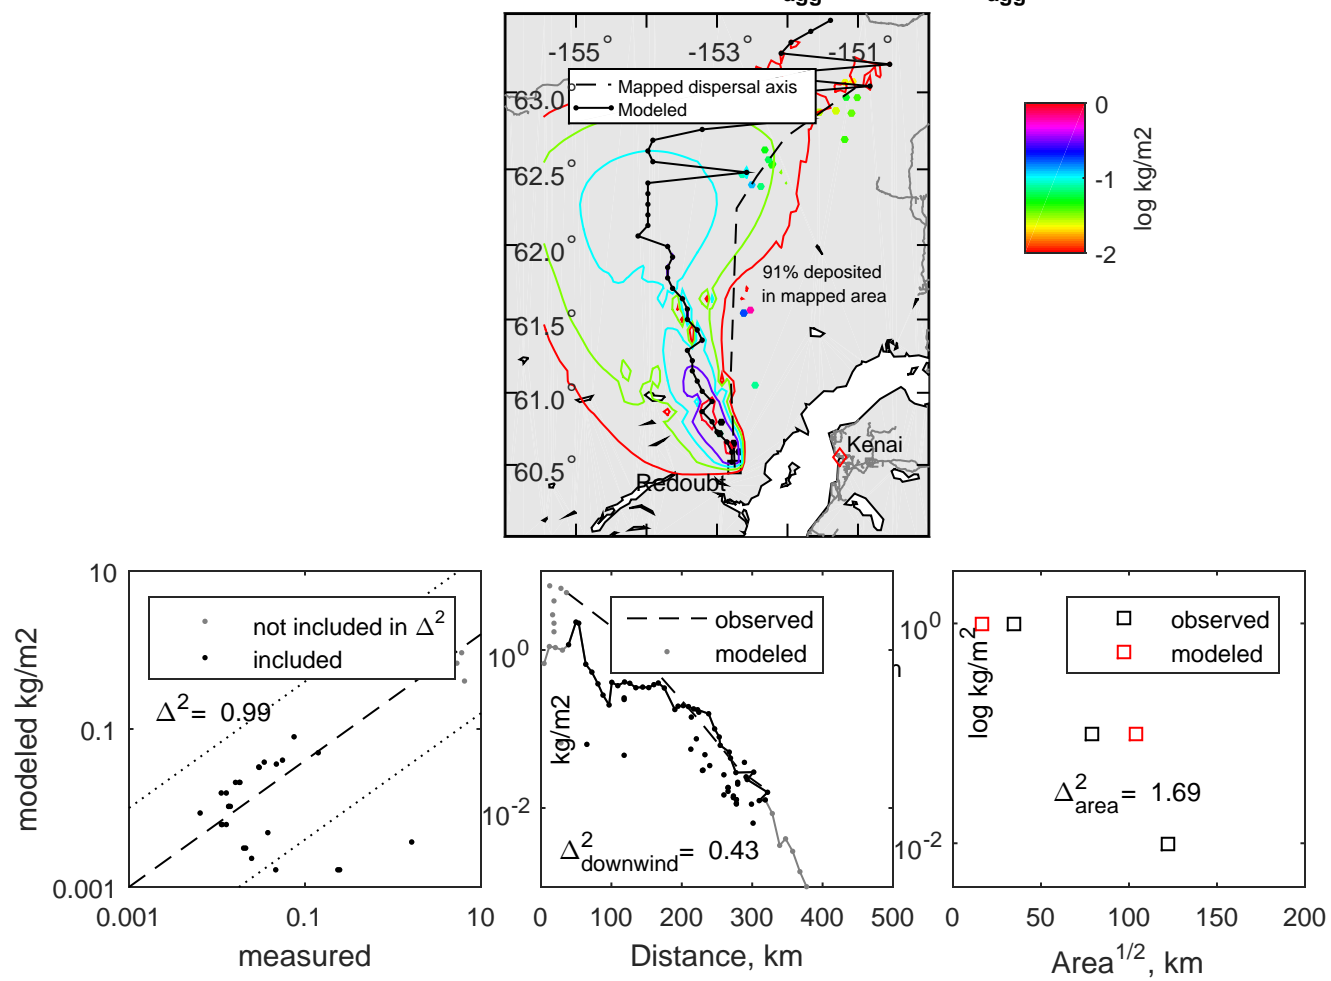 agg agg
-155° -153° -151°
Mapped dispersal axis
Modeled
63.0°
62.5°
62.0°
61.5°
61.0°
60.5°
91% deposited
in mapped area
Kenai
Redoubt
0
-1
-2
log kg/m2
10
0.1
0.001
modeled kg/m2
not included in Δ²
included
Δ²= 0.99
0.001 0.1 10
measured
10⁰
10⁻²
kg/m2
observed
modeled
Δ²downwind= 0.43
0 100 200 300 400 500
Distance, km
10⁰
10⁻²
log kg/m²
observed
modeled
Δ²area= 1.69
0 50 100 150 200
Area¹ᐟ², km